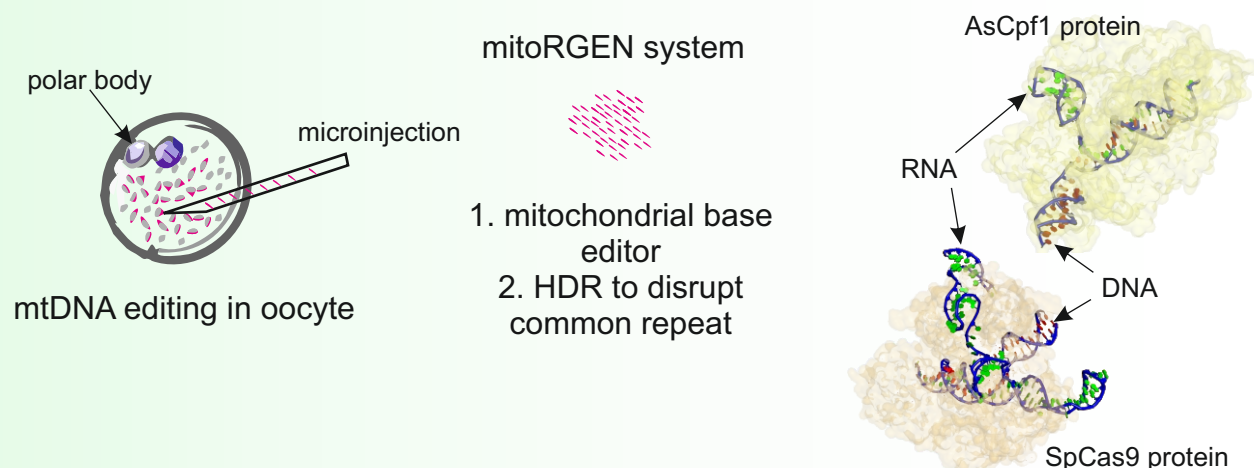 polar body
microinjection
mtDNA editing in oocyte
mitoRGEN system
1. mitochondrial base
editor
2. HDR to disrupt
common repeat
AsCpf1 protein
RNA
DNA
SpCas9 protein